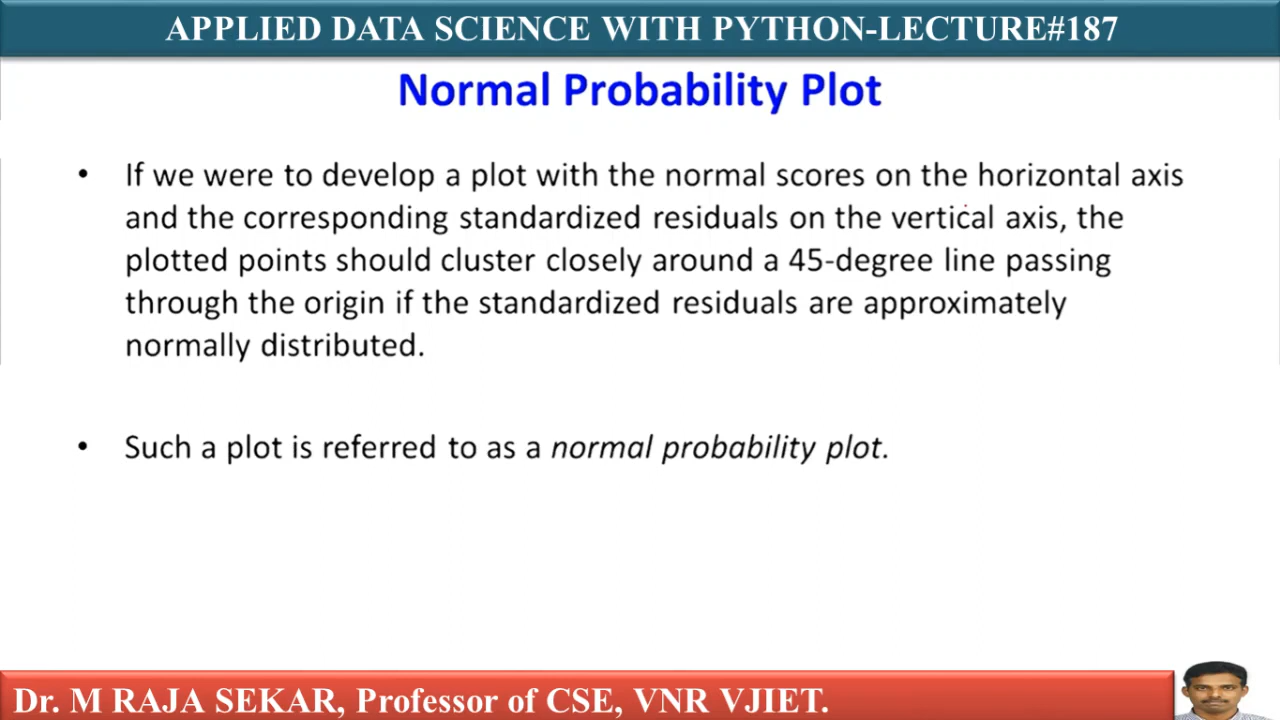 APPLIED DATA SCIENCE WITH PYTHON-LECTURE#187
Normal Probability Plot
• If we were to develop a plot with the normal scores on the horizontal axis
and the corresponding standardized residuals on the vertical axis, the
plotted points should cluster closely around a 45-degree line passing
through the origin if the standardized residuals are approximately
normally distributed.
• Such a plot is referred to as a normal probability plot.
Dr. M RAJA SEKAR, Professor of CSE, VNR VJIET.